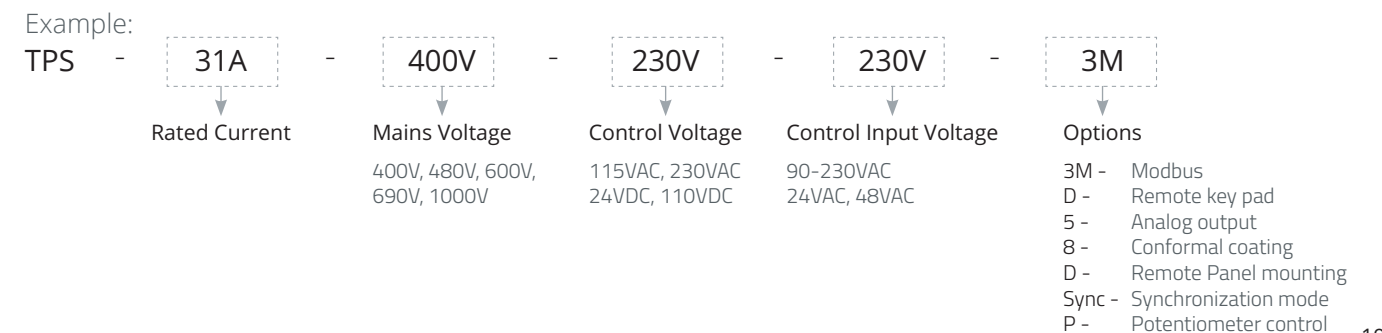 Example:
TPS - 31A - 400V - 230V - 230V - 3M
Rated Current
Mains Voltage
400V, 480V, 600V,
690V, 1000V
Control Voltage
115VAC, 230VAC
24VDC, 110VDC
Control Input Voltage
90-230VAC
24VAC, 48VAC
Options
3M - Modbus
D - Remote key pad
5 - Analog output
8 - Conformal coating
D - Remote Panel mounting
Sync - Synchronization mode
P - Potentiometer control